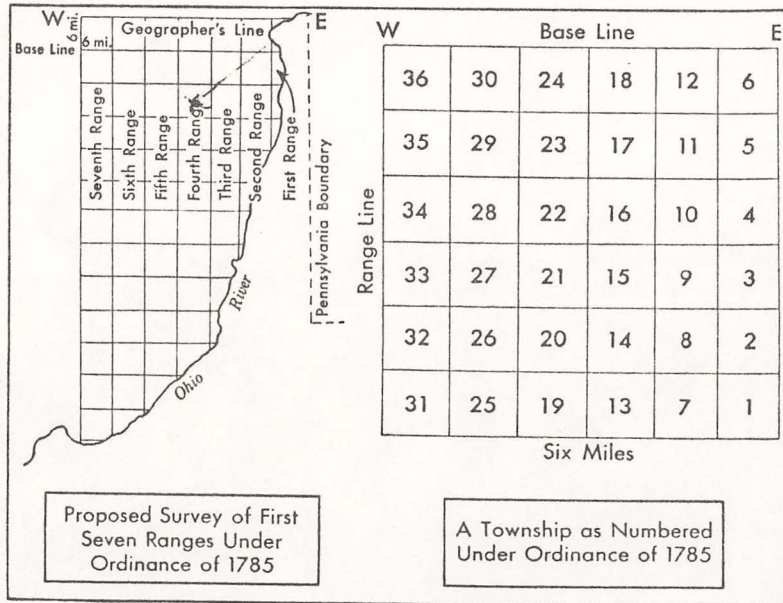 W
E
6 mi.
Geographer's Line
Base Line
6 mi.
Seventh Range
Sixth Range
Fifth Range
Fourth Range
Third Range
Second Range
First Range
Pennsylvania Boundary
Ohio
River
Proposed Survey of First
Seven Ranges Under
Ordinance of 1785
W
Base Line
E
36 30 24 18 12 6
35 29 23 17 11 5
34 28 22 16 10 4
33 27 21 15 9 3
32 26 20 14 8 2
31 25 19 13 7 1
Range Line
Six Miles
A Township as Numbered
Under Ordinance of 1785